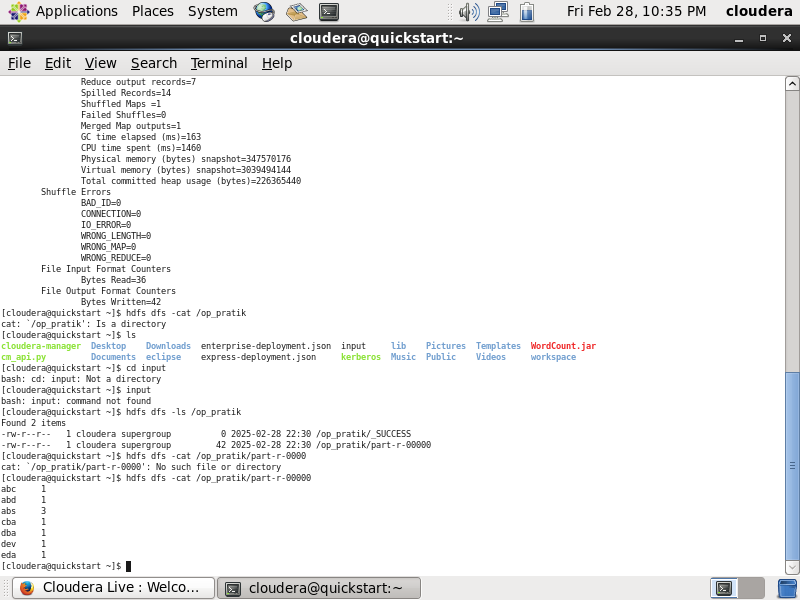 Applications Places System Fri Feb 28, 10:35 PM cloudera
cloudera@quickstart:~
File Edit View Search Terminal Help
Reduce output records=7
Spilled Records=14
Shuffled Maps =1
Failed Shuffles=0
Merged Map outputs=1
GC time elapsed (ms)=163
CPU time spent (ms)=1460
Physical memory (bytes) snapshot=347570176
Virtual memory (bytes) snapshot=3039494144
Total committed heap usage (bytes)=226365440
Shuffle Errors
BAD_ID=0
CONNECTION=0
IO_ERROR=0
WRONG_LENGTH=0
WRONG_MAP=0
WRONG_REDUCE=0
File Input Format Counters
Bytes Read=36
File Output Format Counters
Bytes Written=42
[cloudera@quickstart ~]$ hdfs dfs -cat /op_pratik
cat: `/op_pratik': Is a directory
[cloudera@quickstart ~]$ ls
cloudera-manager Desktop Downloads enterprise-deployment.json input lib Pictures Templates WordCount.jar
cm_api.py Documents eclipse express-deployment.json kerberos Music Public Videos workspace
[cloudera@quickstart ~]$ cd input
bash: cd: input: Not a directory
[cloudera@quickstart ~]$ input
bash: input: command not found
[cloudera@quickstart ~]$ hdfs dfs -ls /op_pratik
Found 2 items
-rw-r--r-- 1 cloudera supergroup 0 2025-02-28 22:30 /op_pratik/_SUCCESS
-rw-r--r-- 1 cloudera supergroup 42 2025-02-28 22:30 /op_pratik/part-r-00000
[cloudera@quickstart ~]$ hdfs dfs -cat /op_pratik/part-r-0000
cat: `/op_pratik/part-r-0000': No such file or directory
[cloudera@quickstart ~]$ hdfs dfs -cat /op_pratik/part-r-00000
abc 1
abd 1
abs 3
cba 1
dba 1
dev 1
eda 1
[cloudera@quickstart ~]$
Cloudera Live : Welco... cloudera@quickstart:~